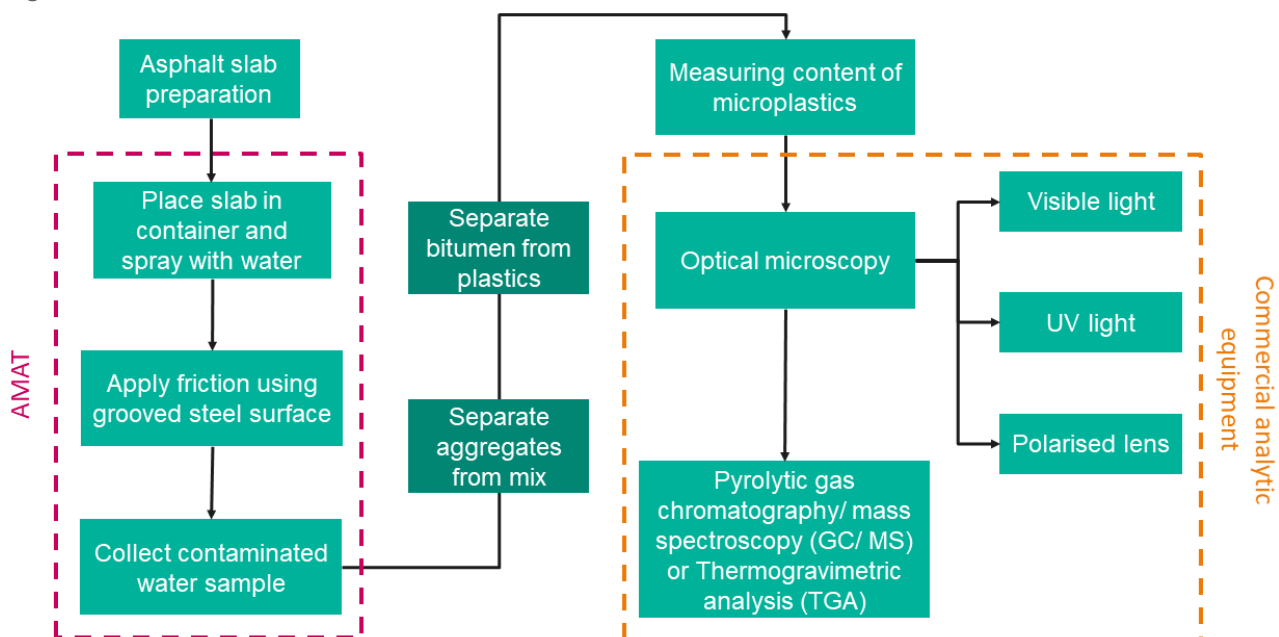 Asphalt slab
preparation
Place slab in
container and
spray with water
Apply friction using
grooved steel surface
Collect contaminated
water sample
AMAT
Separate
aggregates
from mix
Separate
bitumen from
plastics
Measuring content of
microplastics
Optical microscopy
Visible light
UV light
Polarised lens
Pyrolytic gas
chromatography/ mass
spectroscopy (GC/ MS)
or Thermogravimetric
analysis (TGA)
Commercial analytic
equipment